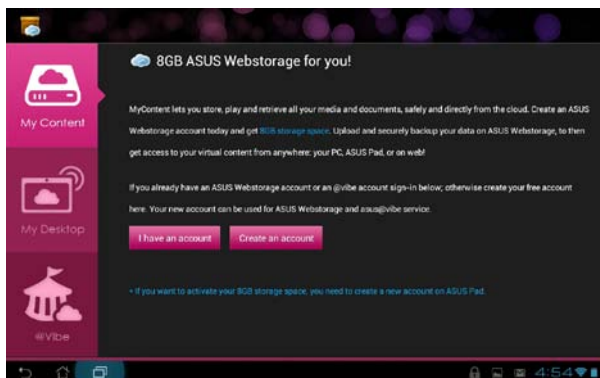 8GB ASUS Webstorage for you!
My Content
MyContent lets you store, play and retrieve all your media and documents, safely and directly from the cloud. Create an ASUS
Webstorage account today and get 8GB storage space. Upload and securely backup your data on ASUS Webstorage, to then
get access to your virtual content from anywhere: your PC, ASUS Pad, or on web!
If you already have an ASUS Webstorage account or an @vibe account sign-in below; otherwise create your free account
here. Your new account can be used for ASUS Webstorage and asus@vibe service.
My Desktop
I have an account
Create an account
• If you want to activate your 8GB storage space, you need to create a new account on ASUS Pad.
@Vibe
4:54